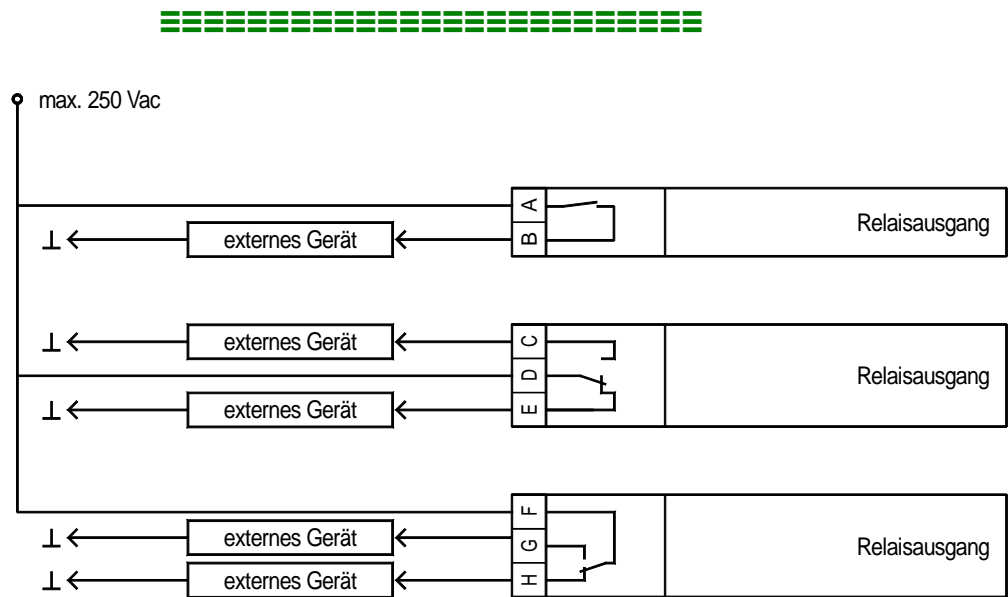 max. 250 Vac
A
Relaisausgang
externes Gerät
B
externes Gerät
C
D
Relaisausgang
externes Gerät
E
F
externes Gerät
G
Relaisausgang
externes Gerät
H